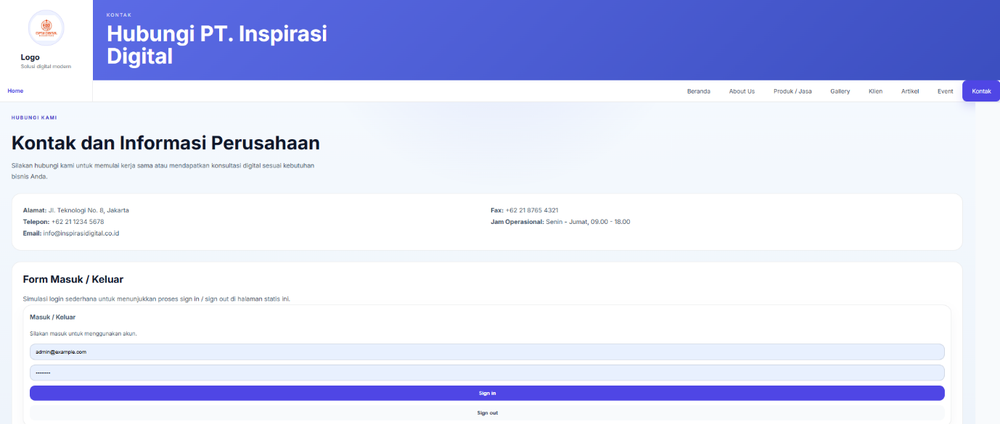 CIPTA DIGITAL
Logo
Solusi digital modern
Home
KONTAK
Hubungi PT. Inspirasi
Digital
Beranda
About Us
Produk / Jasa
Gallery
Klien
Artikel
Event
Kontak
HUBUNGI KAMI
Kontak dan Informasi Perusahaan
Silakan hubungi kami untuk memulai kerja sama atau mendapatkan konsultasi digital sesuai kebutuhan
bisnis Anda.
Alamat: Jl. Teknologi No. 8, Jakarta
Telepon: +62 21 1234 5678
Email: info@inspirasidigital.co.id
Fax: +62 21 8765 4321
Jam Operasional: Senin - Jumat, 09.00 - 18.00
Form Masuk / Keluar
Simulasi login sederhana untuk menunjukkan proses sign in / sign out di halaman statis ini.
Masuk / Keluar
Silakan masuk untuk menggunakan akun.
admin@example.com
••••••••
Sign in
Sign out